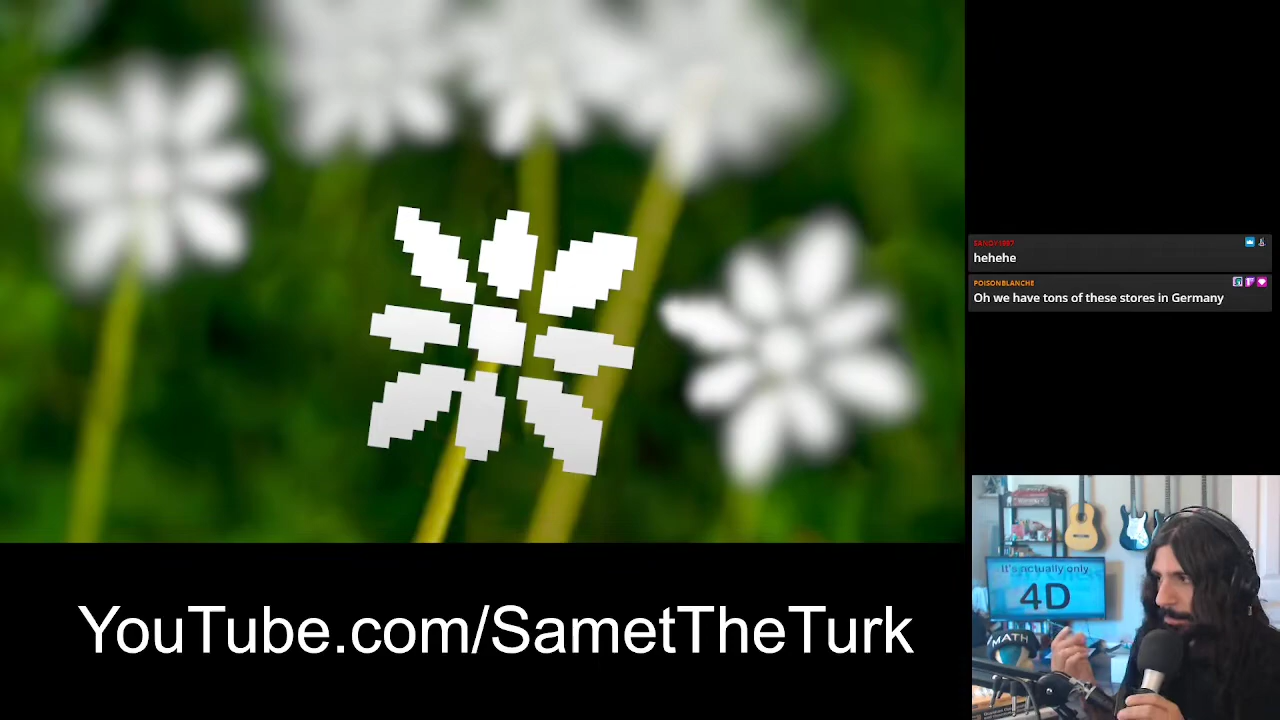 SANDY1987
hehehe
POISONBLANCHE
Oh we have tons of these stores in Germany
It's actually only
4D
MATH
YouTube.com/SametTheTurk